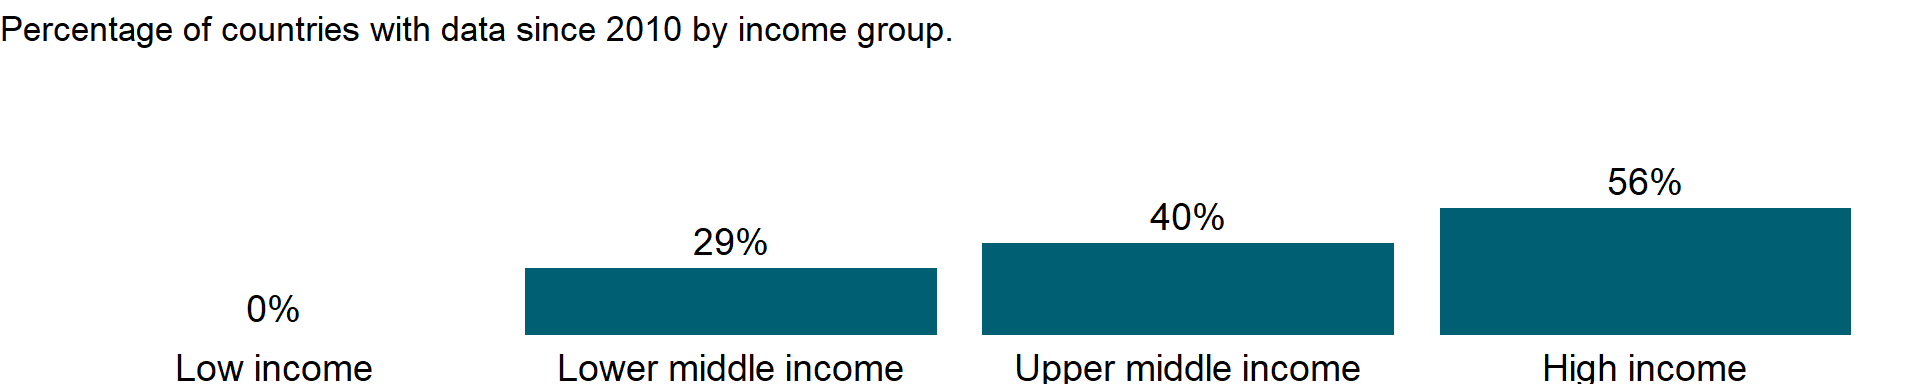 Percentage of countries with data since 2010 by income group.
56%
40%
29%
0%
Low income Lower middle income Upper middle income High income